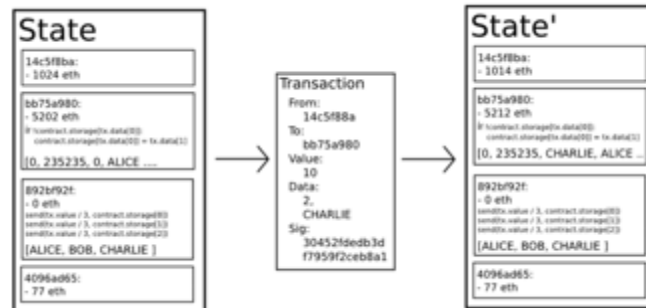 State
14c5f8ba:
- 1024 eth
bb75a980:
- 5202 eth
if !contract.storage[tx.data[0]]:
contract.storage[tx.data[0]] = tx.data[1]
[0, 235235, 0, ALICE ....
892bf92f:
- 0 eth
send(tx.value / 3, contract.storage[0])
send(tx.value / 3, contract.storage[1])
send(tx.value / 3, contract.storage[2])
[ALICE, BOB, CHARLIE ]
4096ad65:
- 77 eth
Transaction
From:
14c5f88a
To:
bb75a980
Value:
10
Data:
2,
CHARLIE
Sig:
30452fdedb3d
f7959f2ceb8a1
State'
14c5f8ba:
- 1014 eth
bb75a980:
- 5212 eth
if !contract.storage[tx.data[0]]:
contract.storage[tx.data[0]] = tx.data[1]
[0, 235235, CHARLIE, ALICE ...
892bf92f:
- 0 eth
send(tx.value / 3, contract.storage[0])
send(tx.value / 3, contract.storage[1])
send(tx.value / 3, contract.storage[2])
[ALICE, BOB, CHARLIE ]
4096ad65:
- 77 eth